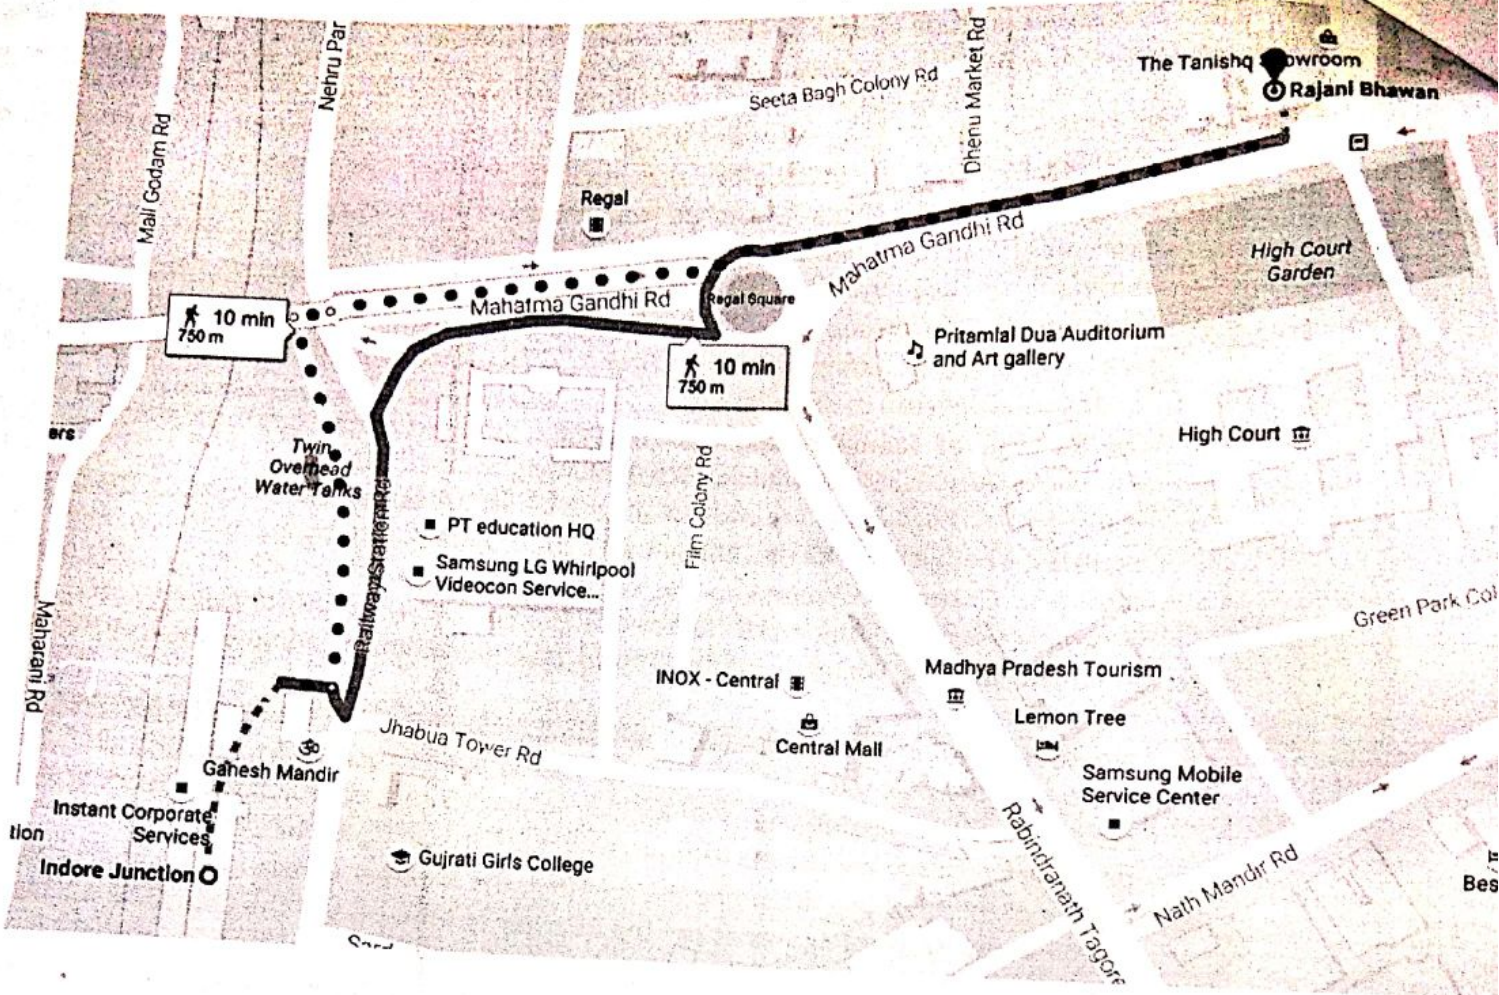 Nehru Par
Mall Godam Rd
Seeta Bagh Colony Rd
Dhenu Market Rd
The Tanishq
owroom
Rajani Bhawan
Regal
Mahatma Gandhi Rd
High Court
Garden
Mahatma Gandhi Rd
Regal Square
10 min
750 m
10 min
750 m
Pritamlal Dua Auditorium
and Art gallery
High Court
ers
Twin
Overhead
Water Tanks
Railway Station Rd
PT education HQ
Samsung LG Whirlpool
Videocon Service...
Film Colony Rd
Green Park Col
Maharani Rd
INOX - Central
Madhya Pradesh Tourism
Lemon Tree
Central Mall
Jhabua Tower Rd
Ganesh Mandir
Samsung Mobile
Service Center
Instant Corporate
Services
tion
Indore Junction
Gujrati Girls College
Rabindranath Tagore
Nath Mandir Rd
Bes